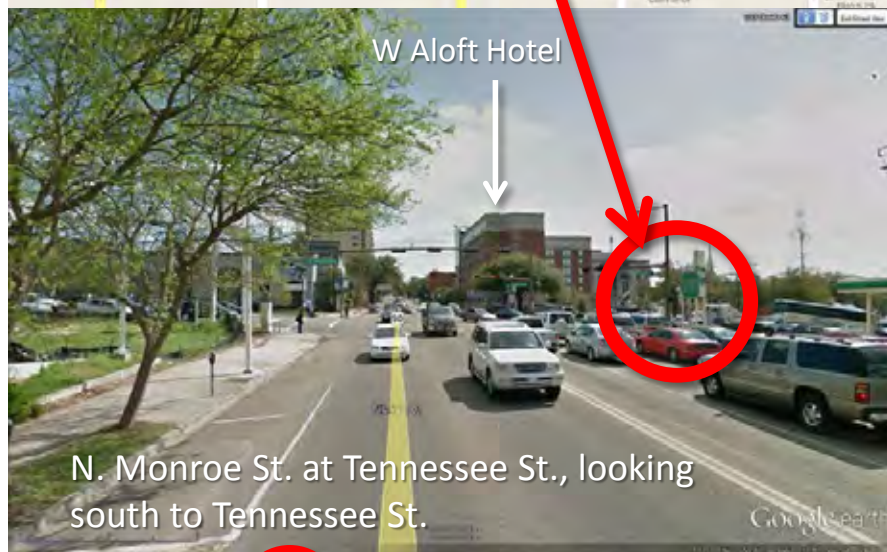 W Aloft Hotel
N. Monroe St. at Tennessee St., looking
south to Tennessee St.
Google earth